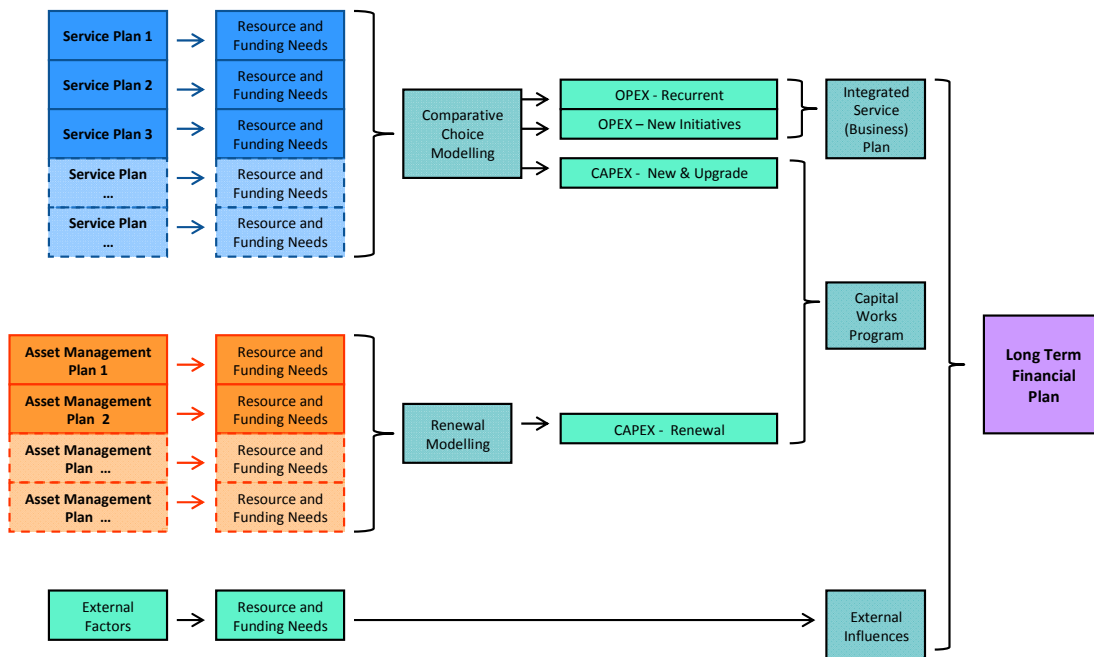 Service Plan 1
Resource and
Funding Needs
Service Plan 2
Resource and
Funding Needs
Service Plan 3
Resource and
Funding Needs
Service Plan
...
Resource and
Funding Needs
Service Plan
...
Resource and
Funding Needs
Comparative
Choice
Modelling
OPEX - Recurrent
OPEX – New Initiatives
CAPEX - New & Upgrade
Integrated
Service
(Business)
Plan
Asset Management
Plan 1
Resource and
Funding Needs
Asset Management
Plan 2
Resource and
Funding Needs
Asset Management
Plan ...
Resource and
Funding Needs
Asset Management
Plan ...
Resource and
Funding Needs
Renewal
Modelling
CAPEX - Renewal
Capital
Works
Program
Long Term
Financial
Plan
External
Factors
Resource and
Funding Needs
External
Influences